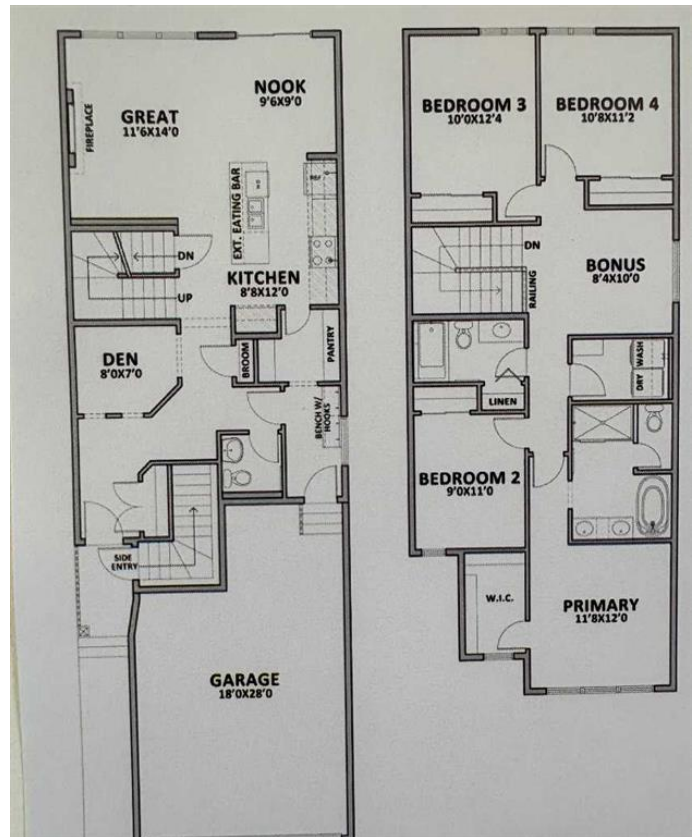 NOOK
9'6X9'0
GREAT
11'6X14'0
FIREPLACE
REF
EXT. EATING BAR
DN
KITCHEN
8'8X12'0
UP
DEN
8'0X7'0
BROOM
PANTRY
BENCH W/
HOOKS
SIDE
ENTRY
GARAGE
18'0X28'0
BEDROOM 3
10'0X12'4
BEDROOM 4
10'8X11'2
DN
RAILING
BONUS
8'4X10'0
WASH
DRY
LINEN
BEDROOM 2
9'0X11'0
W.I.C.
PRIMARY
11'8X12'0